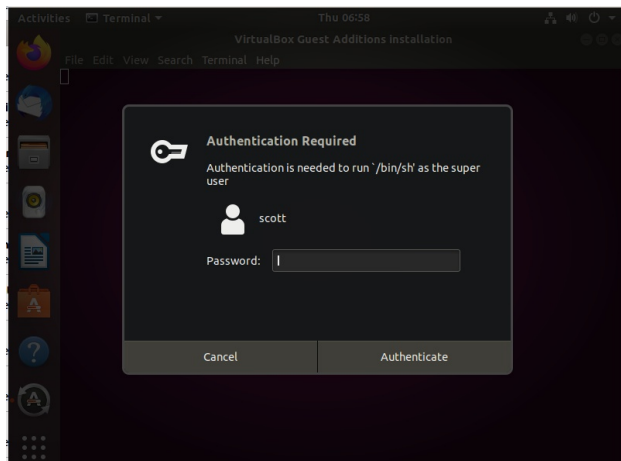 Activities Terminal Thu 06:58
VirtualBox Guest Additions installation
File Edit View Search Terminal Help
Authentication Required
Authentication is needed to run `/bin/sh' as the super
user
scott
Password:
Cancel Authenticate